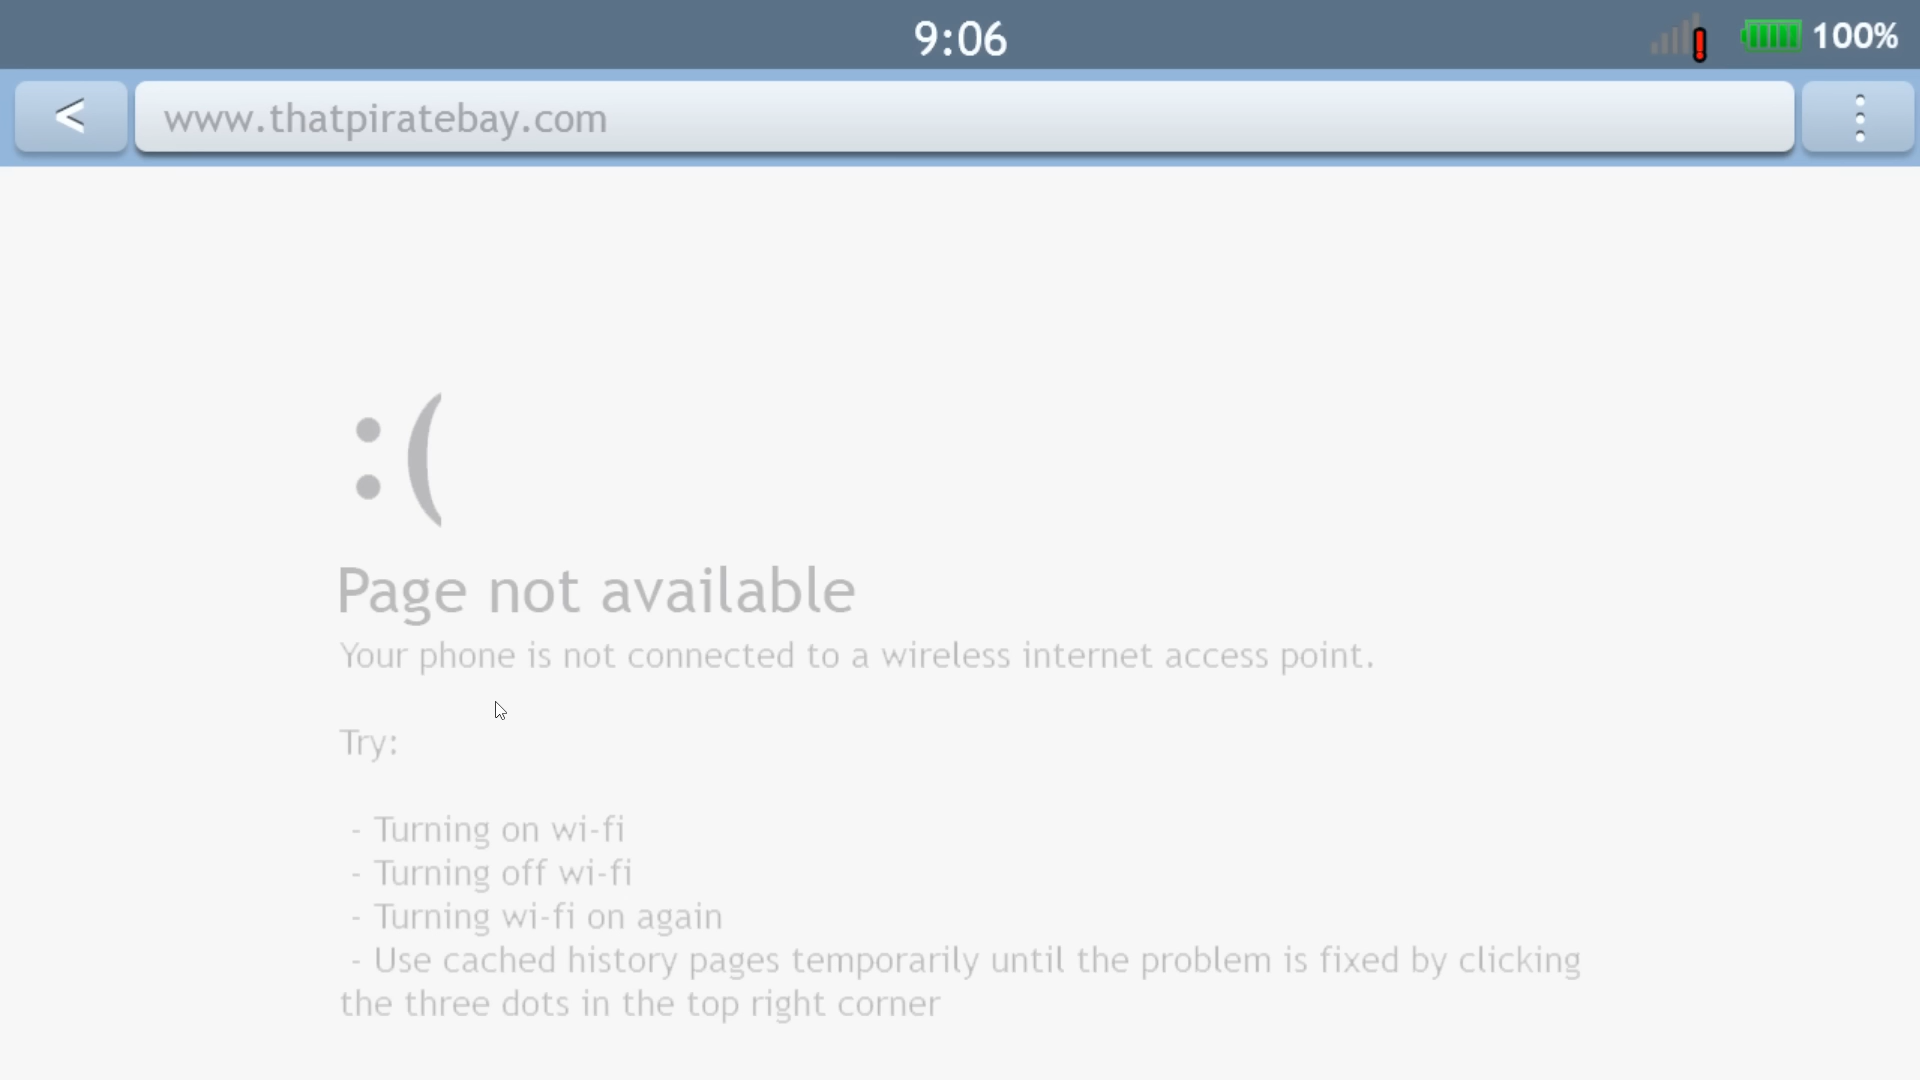 9:06
100%
<
www.thatpiratebay.com
:(
Page not available
Your phone is not connected to a wireless internet access point.
Try:
- Turning on wi-fi
- Turning off wi-fi
- Turning wi-fi on again
- Use cached history pages temporarily until the problem is fixed by clicking
the three dots in the top right corner